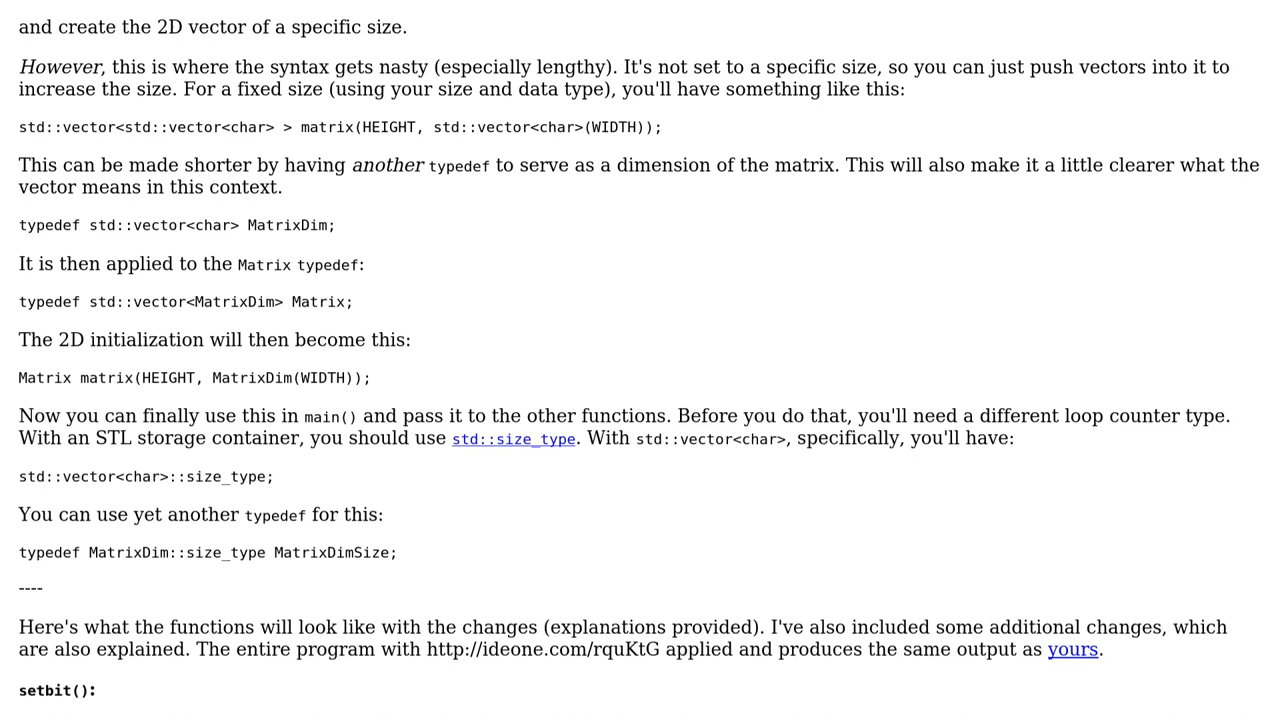 and create the 2D vector of a specific size.
However, this is where the syntax gets nasty (especially lengthy). It's not set to a specific size, so you can just push vectors into it to
increase the size. For a fixed size (using your size and data type), you'll have something like this:
std::vector<std::vector<char> > matrix(HEIGHT, std::vector<char>(WIDTH));
This can be made shorter by having another typedef to serve as a dimension of the matrix. This will also make it a little clearer what the
vector means in this context.
typedef std::vector<char> MatrixDim;
It is then applied to the Matrix typedef:
typedef std::vector<MatrixDim> Matrix;
The 2D initialization will then become this:
Matrix matrix(HEIGHT, MatrixDim(WIDTH));
Now you can finally use this in main() and pass it to the other functions. Before you do that, you'll need a different loop counter type.
With an STL storage container, you should use std::size_type. With std::vector<char>, specifically, you'll have:
std::vector<char>::size_type;
You can use yet another typedef for this:
typedef MatrixDim::size_type MatrixDimSize;
----
Here's what the functions will look like with the changes (explanations provided). I've also included some additional changes, which
are also explained. The entire program with http://ideone.com/rquKtG applied and produces the same output as yours.
setbit():